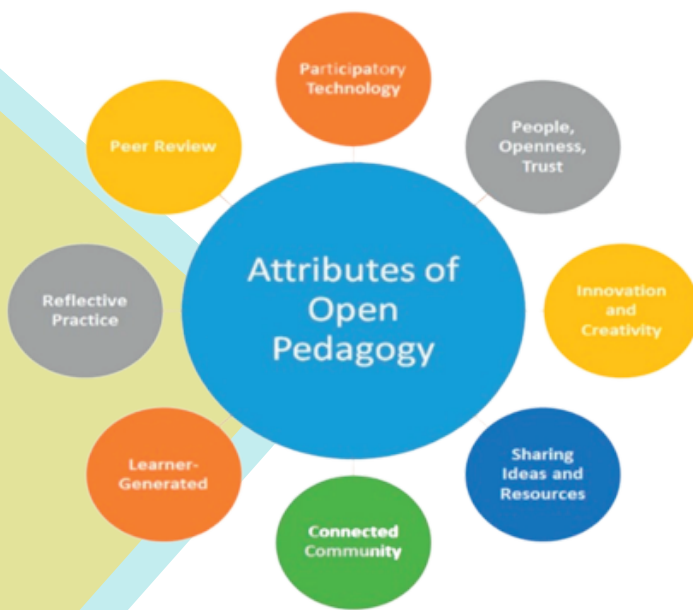 Attributes of
Open
Pedagogy
Participatory
Technology
People,
Openness,
Trust
Innovation
and
Creativity
Sharing
Ideas and
Resources
Connected
Community
Learner-
Generated
Reflective
Practice
Peer Review